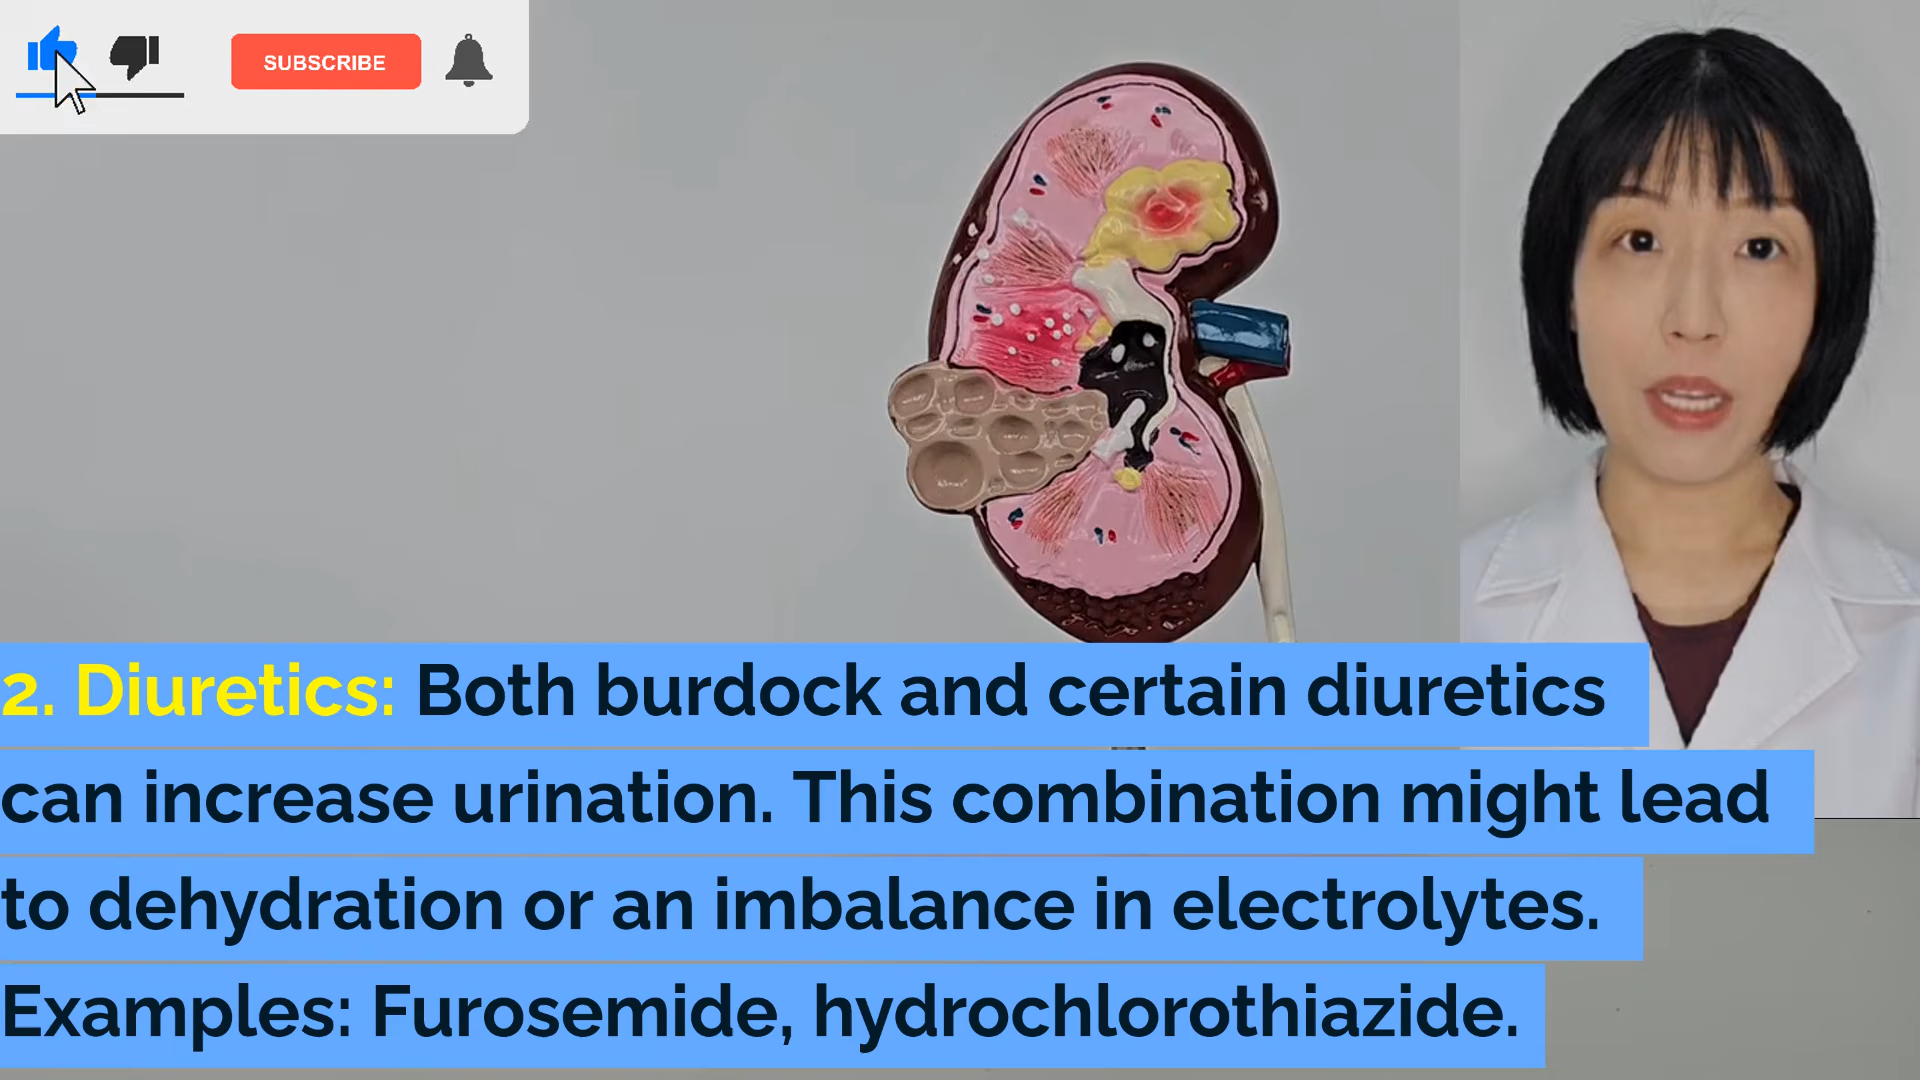 SUBSCRIBE
2. Diuretics: Both burdock and certain diuretics
can increase urination. This combination might lead
to dehydration or an imbalance in electrolytes.
Examples: Furosemide, hydrochlorothiazide.